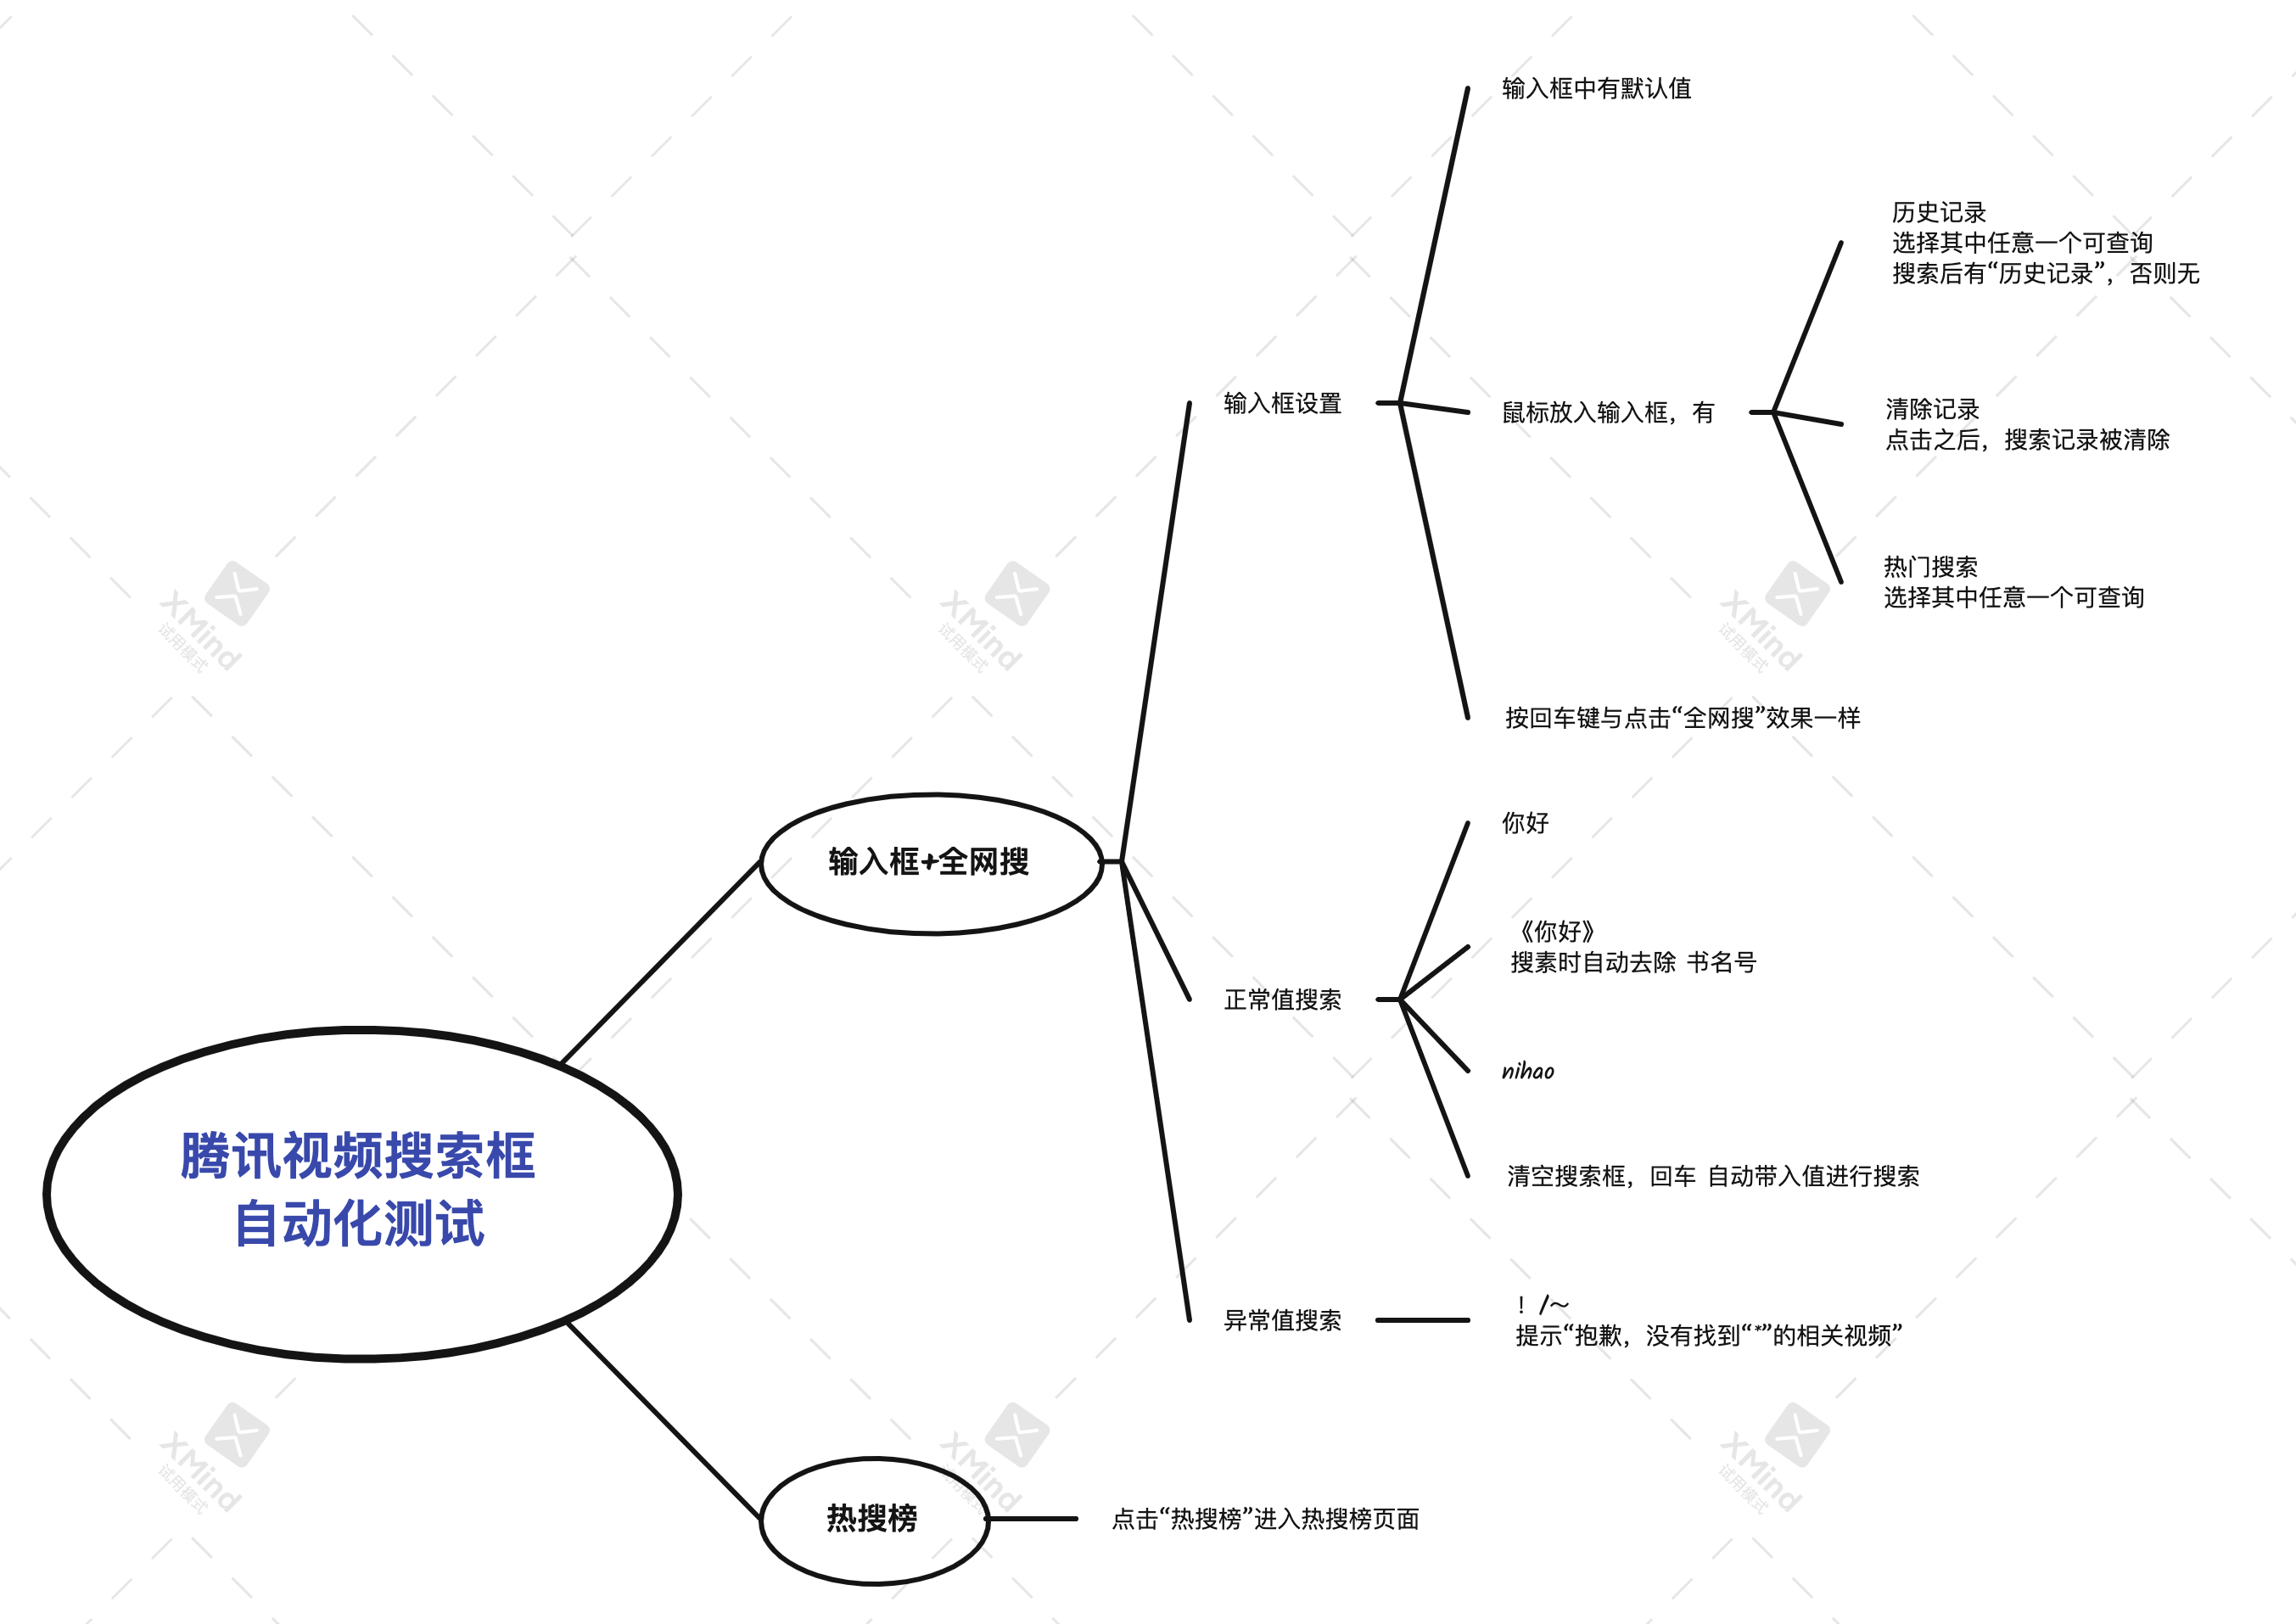 腾讯视频搜索框
自动化测试
输入框+全网搜
输入框设置
输入框中有默认值
鼠标放入输入框，有
历史记录
选择其中任意一个可查询
搜索后有“历史记录”，否则无
清除记录
点击之后，搜索记录被清除
热门搜索
选择其中任意一个可查询
按回车键与点击“全网搜”效果一样
正常值搜索
你好
《你好》
搜素时自动去除 书名号
nihao
清空搜索框，回车 自动带入值进行搜索
异常值搜索
！/～
提示“抱歉，没有找到“*”的相关视频”
热搜榜
点击“热搜榜”进入热搜榜页面
XMind
试用模式
XMind
试用模式
XMind
试用模式
XMind
试用模式
XMind
试用模式
XMind
试用模式